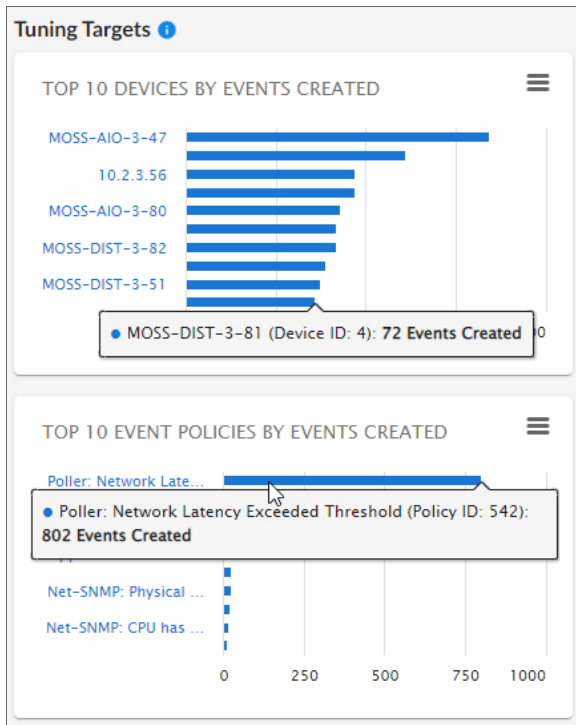 Tuning Targets
TOP 10 DEVICES BY EVENTS CREATED
MOSS-AIO-3-47
10.2.3.56
MOSS-AIO-3-80
MOSS-DIST-3-82
MOSS-DIST-3-51
MOSS-DIST-3-81 (Device ID: 4): 72 Events Created
TOP 10 EVENT POLICIES BY EVENTS CREATED
Poller: Network Late...
Poller: Network Latency Exceeded Threshold (Policy ID: 542):
802 Events Created
Net-SNMP: Physical ...
Net-SNMP: CPU has ...
0 250 500 750 1000